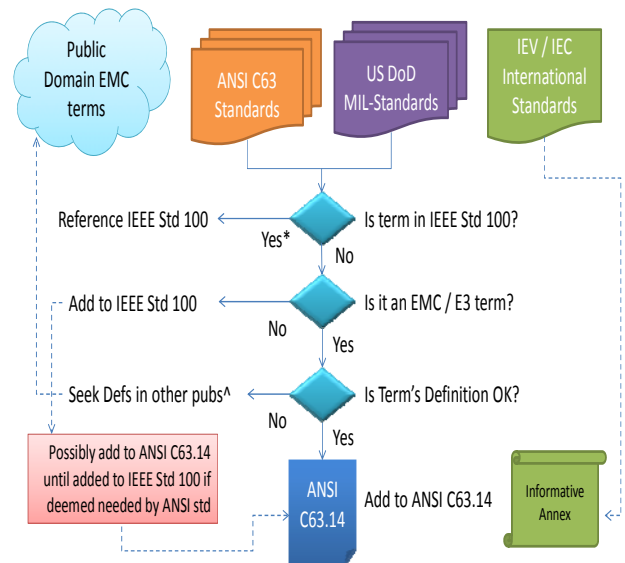 Public
Domain EMC
terms
ANSI C63
Standards
US DoD
MIL-Standards
IEV / IEC
International
Standards
Reference IEEE Std 100
Yes*
Is term in IEEE Std 100?
No
Add to IEEE Std 100
No
Is it an EMC / E3 term?
Yes
Seek Defs in other pubs^
No
Is Term's Definition OK?
Yes
Possibly add to ANSI C63.14
until added to IEEE Std 100 if
deemed needed by ANSI std
ANSI
C63.14
Add to ANSI C63.14
Informative
Annex